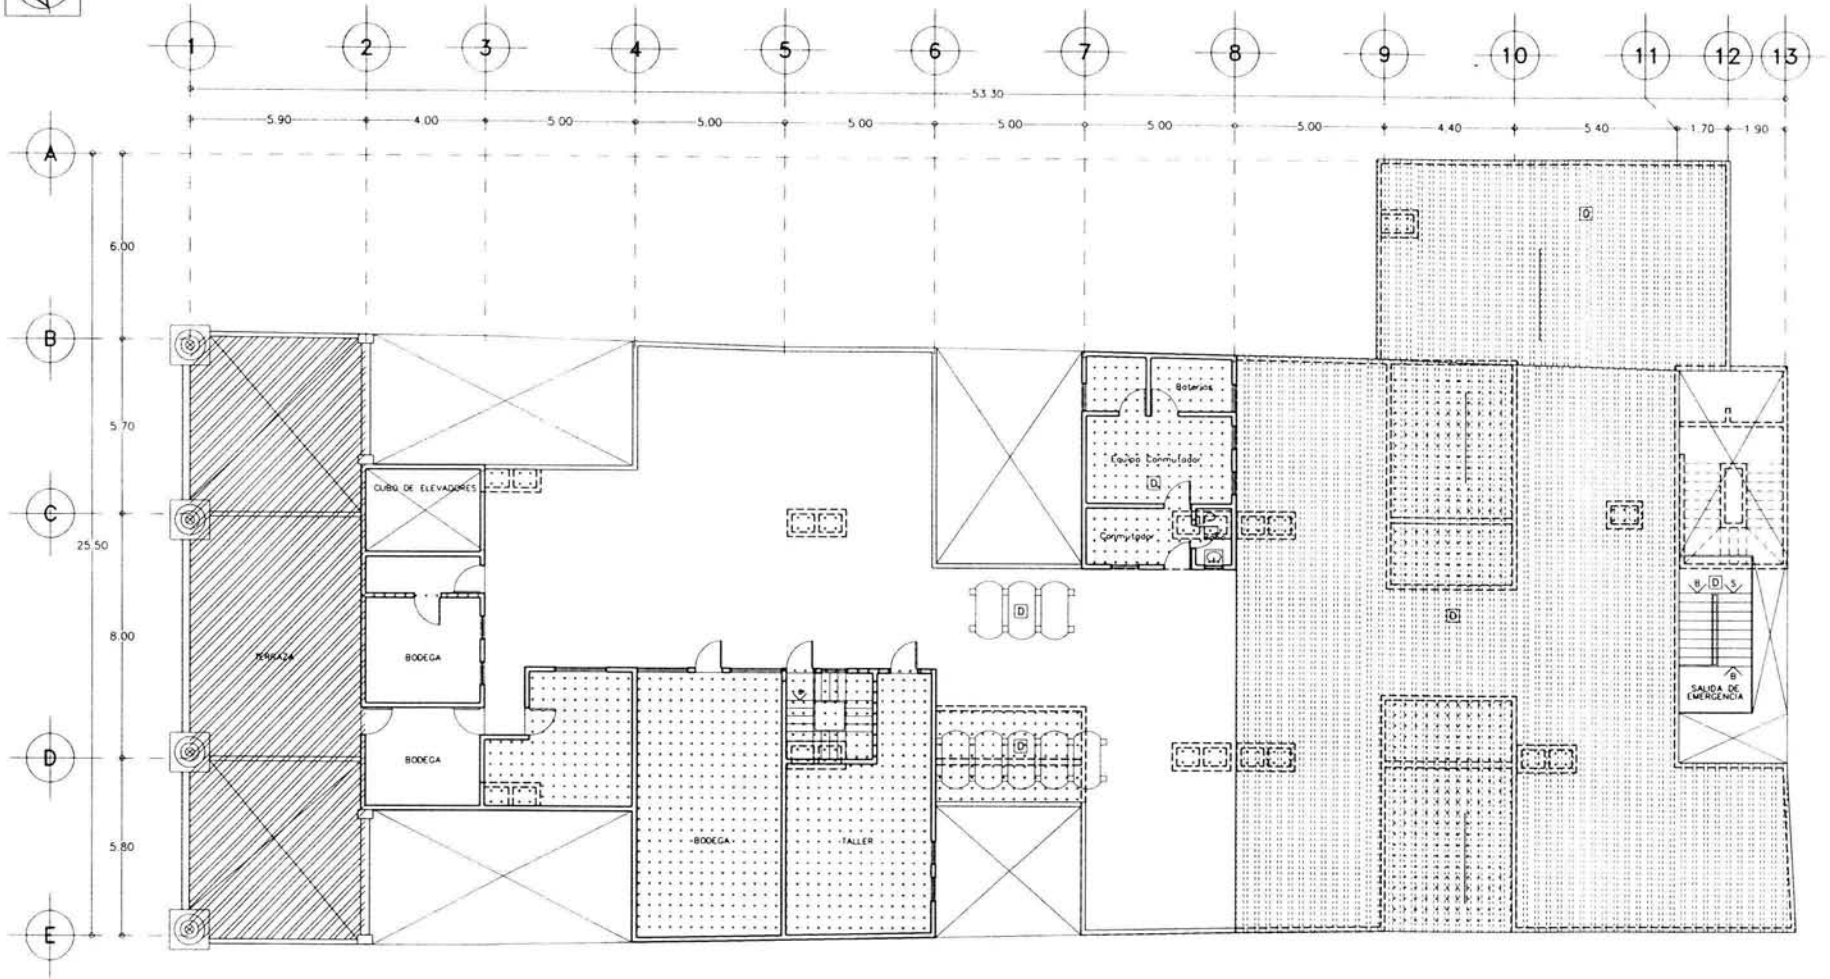 1 2 3 4 5 6 7 8 9 10 11 12 13
53.30
5.90 4.00 5.00 5.00 5.00 5.00 5.00 5.00 4.40 5.40 1.70 1.90
A
D
6.00
B
5.70
Baterias
Equipo Conmutador
CUBO DE ELEVADORES
D
C
25.50
Conmutador
B D S
D
D
8.00
TERRAZA
BODEGA
B
SALIDA DE
EMERGENCIA
D
D
BODEGA
5.80
BODEGA
TALLER
E